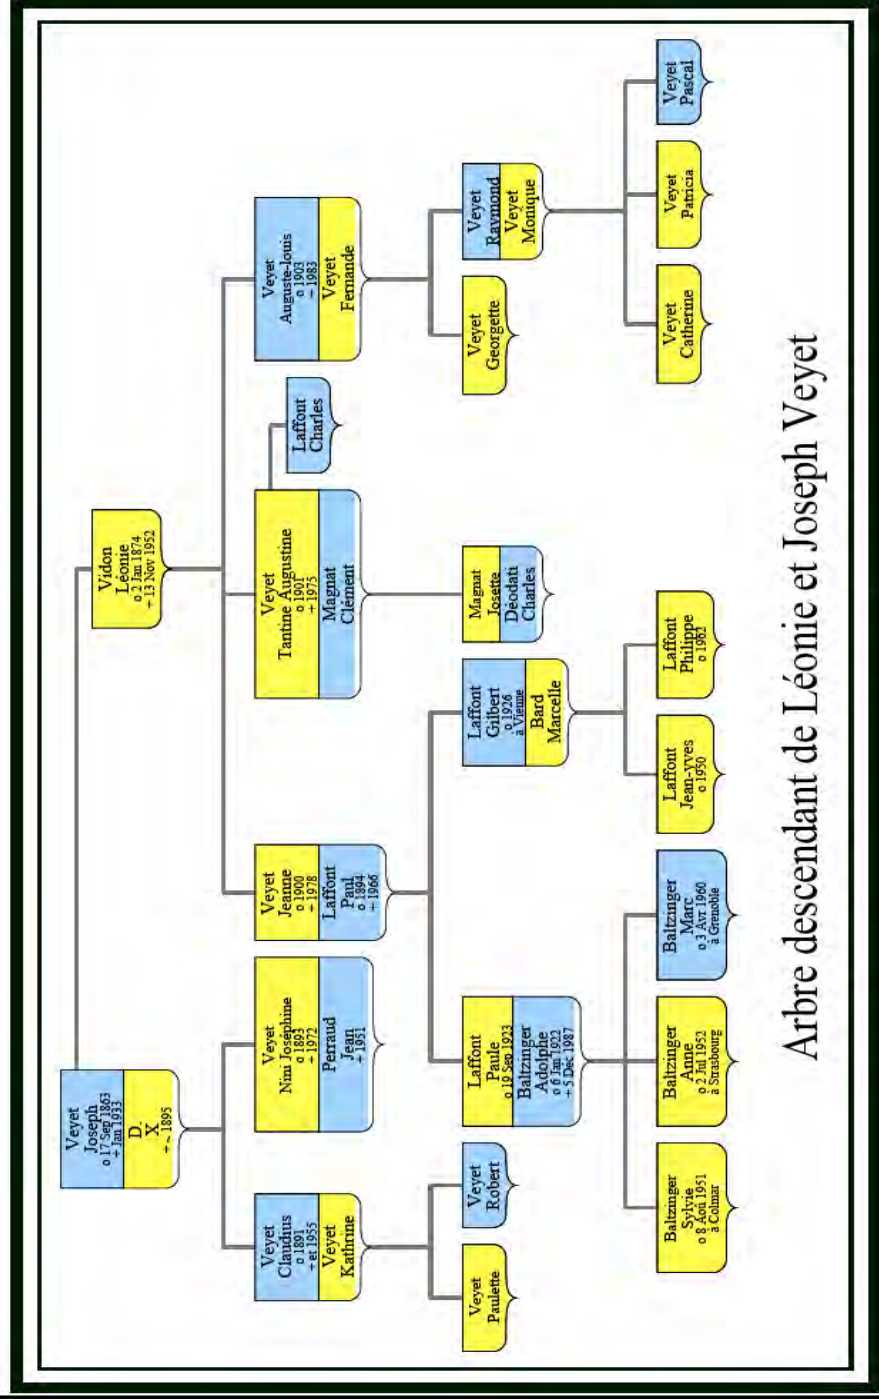 Veyet
Joseph
o 17 Sep 1863
+ Jan 1933
D.
X
+ ~ 1895
Vidon
Léonie
o 2 Jan 1874
+ 13 Nov 1952
Veyet
Claudius
o 1891
+ et 1955
Veyet
Kathrine
Veyet
Nini Joséphine
o 1893
+ 1972
Perraud
Jean
+ 1951
Veyet
Jeanne
o 1900
+ 1978
Laffont
Paul
o 1894
+ 1966
Veyet
Tantine Augustine
o 1901
+ 1975
Magnat
Clément
Laffont
Charles
Veyet
Auguste-louis
o 1903
+ 1983
Veyet
Fernande
Veyet
Paulette
Veyet
Robert
Laffont
Paule
o 19 Sep 1923
Baltzinger
Adolphe
o 6 Jan 1922
+ 5 Déc 1987
Laffont
Gilbert
o 1926
à Vienne
Bard
Marcelle
Magnat
Josette
Déodati
Charles
Veyet
Georgette
Veyet
Raymond
Veyet
Monique
Baltzinger
Sylvie
o 8 Aoû 1951
à Colmar
Baltzinger
Anne
o 2 Jul 1952
à Strasbourg
Baltzinger
Marc
o 3 Avr 1960
à Grenoble
Laffont
Jean-yves
o 1950
Laffont
Philippe
o 1962
Veyet
Catherine
Veyet
Patricia
Veyet
Pascal
Arbre descendant de Léonie et Joseph Veyet